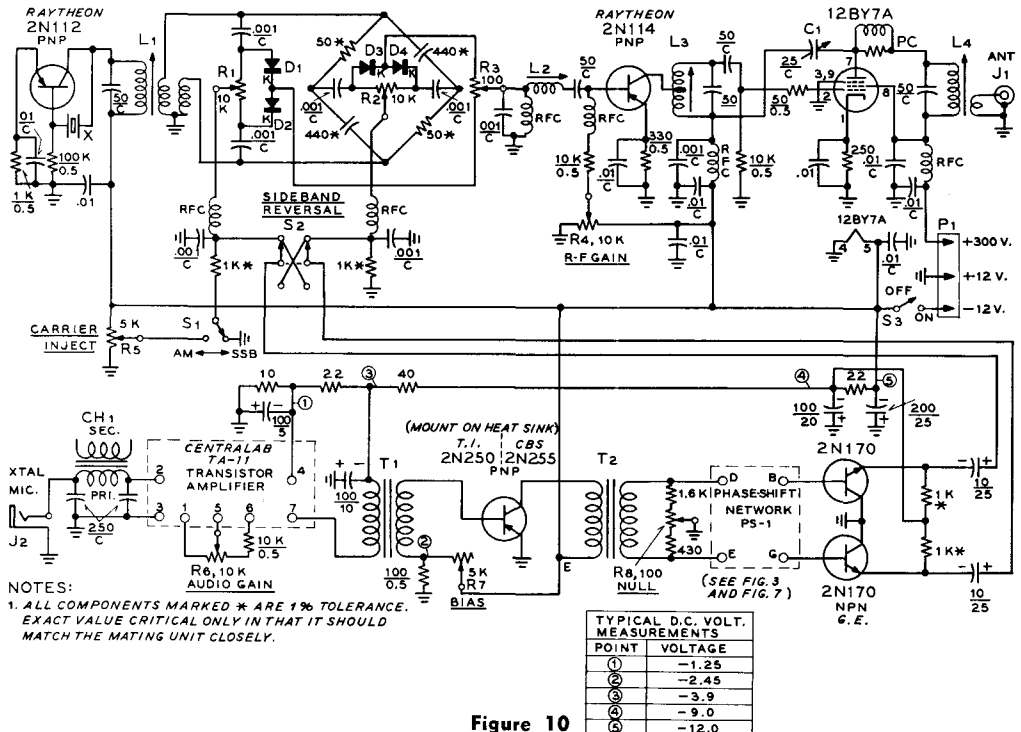 RAYTHEON
2N112
PNP
L1
.001
C
50*
D3 D4
440*
R1
10 K
K
D1
K
D2
.001
C
.001
C
R2
10 K
.001
C
440*
50*
R3
100
RAYTHEON
2N114
PNP
L2
50
C
L3
50
C
50
12BY7A
C1
PC
L4
ANT
J1
25
C
3,9
2
7
8
1
50
0.5
50
C
50
C
X
.01
C
100 K
0.5
1 K
0.5
.01
.001
C
RFC
RFC
10 K
0.5
330
0.5
.01
C
.001
C
R
F
C
.01
C
10 K
0.5
.01
250
.01
C
.01
C
RFC
RFC
SIDEBAND
REVERSAL
S2
RFC
.001
C
1K*
1K*
.001
C
R4, 10 K
R-F GAIN
.01
C
12BY7A
4 5
.01
C
P1
+300 V.
+12 V.
-12 V.
OFF
S3
ON
CARRIER
INJECT
5 K
R5
S1
AM
SSB
10
22
③
40
④
22
⑤
①
100
5
100
20
200
25
CH1
SEC.
PRI.
250
C
XTAL
MIC.
J2
CENTRALAB
TA-11
TRANSISTOR
AMPLIFIER
2
3
1
5
6
4
7
10 K
0.5
R6, 10 K
AUDIO GAIN
100
10
T1
(MOUNT ON HEAT SINK)
T.I. CBS
2N250 2N255
PNP
②
100
0.5
5K
R7
BIAS
T2
E
1.6 K
430
R8, 100
NULL
D B
PHASE-SHIFT
NETWORK
PS-1
E G
(SEE FIG. 3
AND FIG. 7)
2N170
1 K
*
1 K*
10
25
10
25
2N170
NPN
G.E.
NOTES:
1. ALL COMPONENTS MARKED * ARE 1% TOLERANCE.
EXACT VALUE CRITICAL ONLY IN THAT IT SHOULD
MATCH THE MATING UNIT CLOSELY.
TYPICAL D.C. VOLT.
MEASUREMENTS
POINT VOLTAGE
① -1.25
② -2.45
③ -3.9
④ -9.0
⑤ -12.0
Figure 10